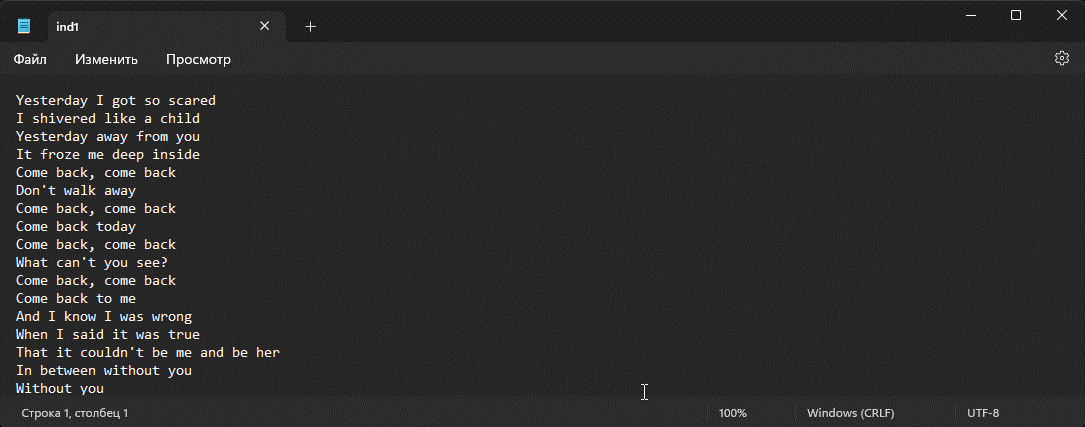 ind1
Файл Изменить Просмотр
Yesterday I got so scared
I shivered like a child
Yesterday away from you
It froze me deep inside
Come back, come back
Don't walk away
Come back, come back
Come back today
Come back, come back
What can't you see?
Come back, come back
Come back to me
And I know I was wrong
When I said it was true
That it couldn't be me and be her
In between without you
Without you
Строка 1, столбец 1 100% Windows (CRLF) UTF-8